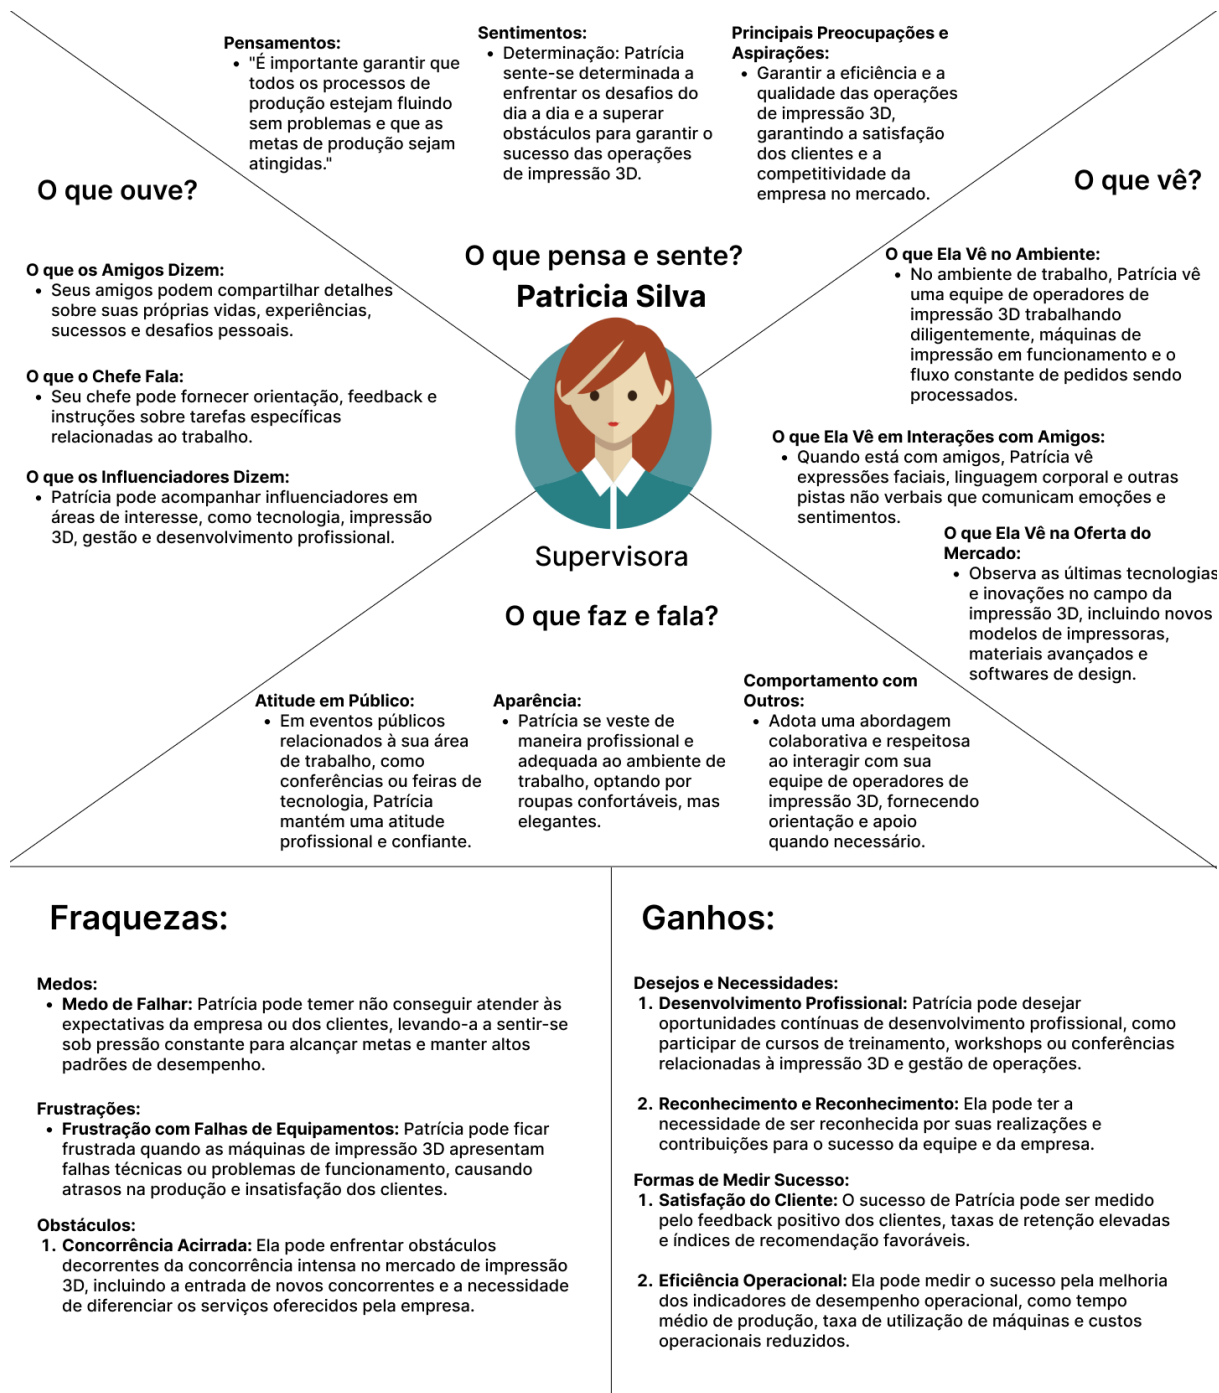 Pensamentos:
• "É importante garantir que
todos os processos de
produção estejam fluindo
sem problemas e que as
metas de produção sejam
atingidas."
Sentimentos:
• Determinação: Patrícia
sente-se determinada a
enfrentar os desafios do
dia a dia e a superar
obstáculos para garantir o
sucesso das operações
de impressão 3D.
Principais Preocupações e
Aspirações:
• Garantir a eficiência e a
qualidade das operações
de impressão 3D,
garantindo a satisfação
dos clientes e a
competitividade da
empresa no mercado.
O que pensa e sente?
Patricia Silva
Supervisora
O que ouve?
O que os Amigos Dizem:
• Seus amigos podem compartilhar detalhes
sobre suas próprias vidas, experiências,
sucessos e desafios pessoais.
O que o Chefe Fala:
• Seu chefe pode fornecer orientação, feedback e
instruções sobre tarefas específicas
relacionadas ao trabalho.
O que os Influenciadores Dizem:
• Patrícia pode acompanhar influenciadores em
áreas de interesse, como tecnologia, impressão
3D, gestão e desenvolvimento profissional.
O que vê?
O que Ela Vê no Ambiente:
• No ambiente de trabalho, Patrícia vê
uma equipe de operadores de
impressão 3D trabalhando
diligentemente, máquinas de
impressão em funcionamento e o
fluxo constante de pedidos sendo
processados.
O que Ela Vê em Interações com Amigos:
• Quando está com amigos, Patrícia vê
expressões faciais, linguagem corporal e outras
pistas não verbais que comunicam emoções e
sentimentos.
O que Ela Vê na Oferta do
Mercado:
• Observa as últimas tecnologias
e inovações no campo da
impressão 3D, incluindo novos
modelos de impressoras,
materiais avançados e
softwares de design.
O que faz e fala?
Atitude em Público:
• Em eventos públicos
relacionados à sua área
de trabalho, como
conferências ou feiras de
tecnologia, Patrícia
mantém uma atitude
profissional e confiante.
Aparência:
• Patrícia se veste de
maneira profissional e
adequada ao ambiente de
trabalho, optando por
roupas confortáveis, mas
elegantes.
Comportamento com
Outros:
• Adota uma abordagem
colaborativa e respeitosa
ao interagir com sua
equipe de operadores de
impressão 3D, fornecendo
orientação e apoio
quando necessário.
Fraquezas:
Medos:
• Medo de Falhar: Patrícia pode temer não conseguir atender às
expectativas da empresa ou dos clientes, levando-a a sentir-se
sob pressão constante para alcançar metas e manter altos
padrões de desempenho.
Frustrações:
• Frustração com Falhas de Equipamentos: Patrícia pode ficar
frustrada quando as máquinas de impressão 3D apresentam
falhas técnicas ou problemas de funcionamento, causando
atrasos na produção e insatisfação dos clientes.
Obstáculos:
1. Concorrência Acirrada: Ela pode enfrentar obstáculos
decorrentes da concorrência intensa no mercado de impressão
3D, incluindo a entrada de novos concorrentes e a necessidade
de diferenciar os serviços oferecidos pela empresa.
Ganhos:
Desejos e Necessidades:
1. Desenvolvimento Profissional: Patrícia pode desejar
oportunidades contínuas de desenvolvimento profissional, como
participar de cursos de treinamento, workshops ou conferências
relacionadas à impressão 3D e gestão de operações.
2. Reconhecimento e Reconhecimento: Ela pode ter a
necessidade de ser reconhecida por suas realizações e
contribuições para o sucesso da equipe e da empresa.
Formas de Medir Sucesso:
1. Satisfação do Cliente: O sucesso de Patrícia pode ser medido
pelo feedback positivo dos clientes, taxas de retenção elevadas
e índices de recomendação favoráveis.
2. Eficiência Operacional: Ela pode medir o sucesso pela melhoria
dos indicadores de desempenho operacional, como tempo
médio de produção, taxa de utilização de máquinas e custos
operacionais reduzidos.